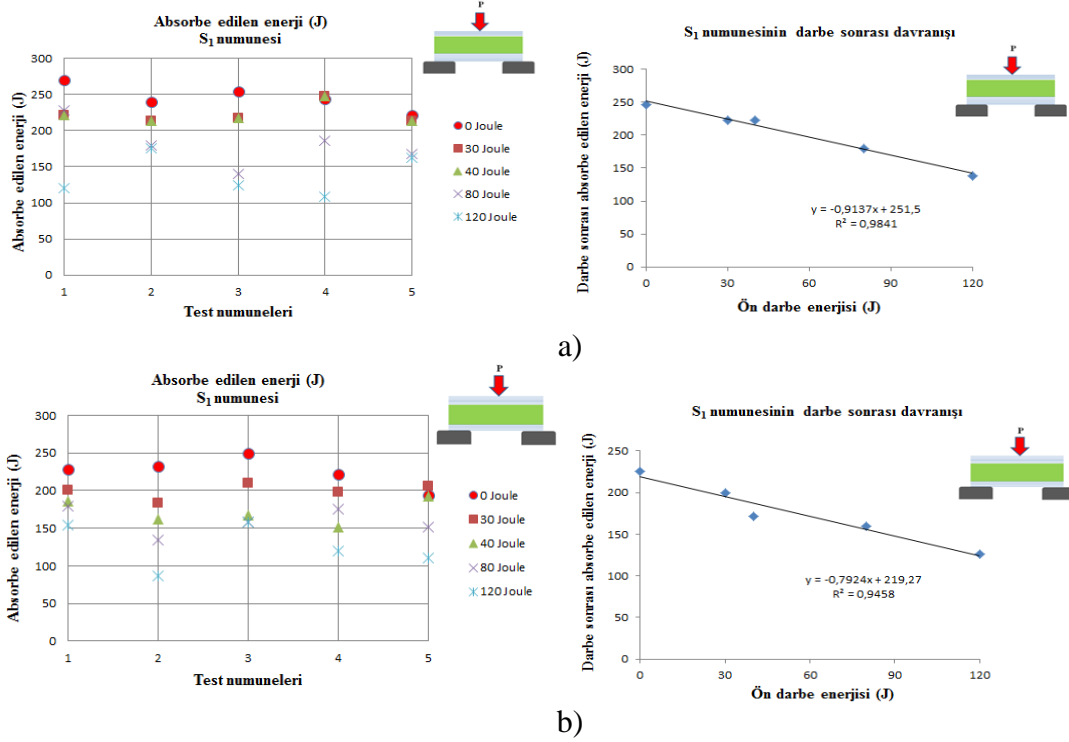 Absorbe edilen enerji (J)
S₁ numunesi
P
Absorbe edilen enerji (J)
300
250
200
150
100
50
0
1 2 3 4 5
Test numuneleri
0 Joule
30 Joule
40 Joule
80 Joule
120 Joule
S₁ numunesinin darbe sonrası davranışı
P
Darbe sonrası absorbe edilen enerji (J)
300
250
200
150
100
50
0
y = -0,9137x + 251,5
R² = 0,9841
0 30 60 90 120
Ön darbe enerjisi (J)
a)
Absorbe edilen enerji (J)
S₁ numunesi
P
Absorbe edilen enerji (J)
300
250
200
150
100
50
0
1 2 3 4 5
Test numuneleri
0 Joule
30 Joule
40 Joule
80 Joule
120 Joule
S₁ numunesinin darbe sonrası davranışı
P
Darbe sonrası absorbe edilen enerji (J)
250
200
150
100
50
0
y = -0,7924x + 219,27
R² = 0,9458
0 30 60 90 120
Ön darbe enerjisi (J)
b)